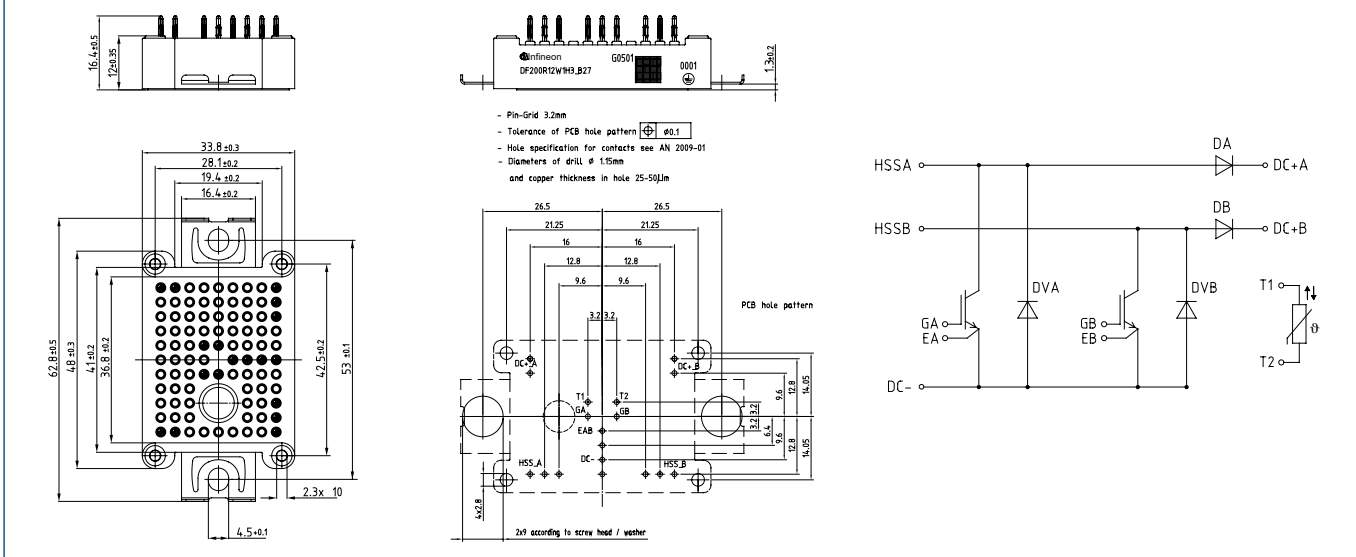 16.4±0.5
12±0.35
infineon
DF200R12W1H3_B27
G0501
0001
1.3±0.2
- Pin-Grid 3.2mm
- Tolerance of PCB hole pattern ⌖ ø0.1
- Hole specification for contacts see AN 2009-01
- Diameters of drill ø 1.15mm
and copper thickness in hole 25-50µm
33.8 ±0.3
28.1±0.2
19.4 ±0.2
16.4±0.2
62.8±0.5
48 ±0.3
41±0.2
36.8 ±0.2
42.5±0.2
53 ±0.1
2.3x 10
4.5+0.1
26.5 26.5
21.25 21.25
16 16
12.8 12.8
9.6 9.6
3.2 3.2
PCB hole pattern
DC+_A
DC+_B
T1 T2
GA GB
EAB
DC-
HSS_A
HSS_B
9.6
12.8
14.05
3.2
3.2
6.4
9.6
12.8
14.05
4x2.8
2x9 according to screw head / washer
HSSA
DA
DC+A
HSSB
DB
DC+B
DVA
DVB
GA
EA
GB
EB
DC-
T1
ϑ
T2